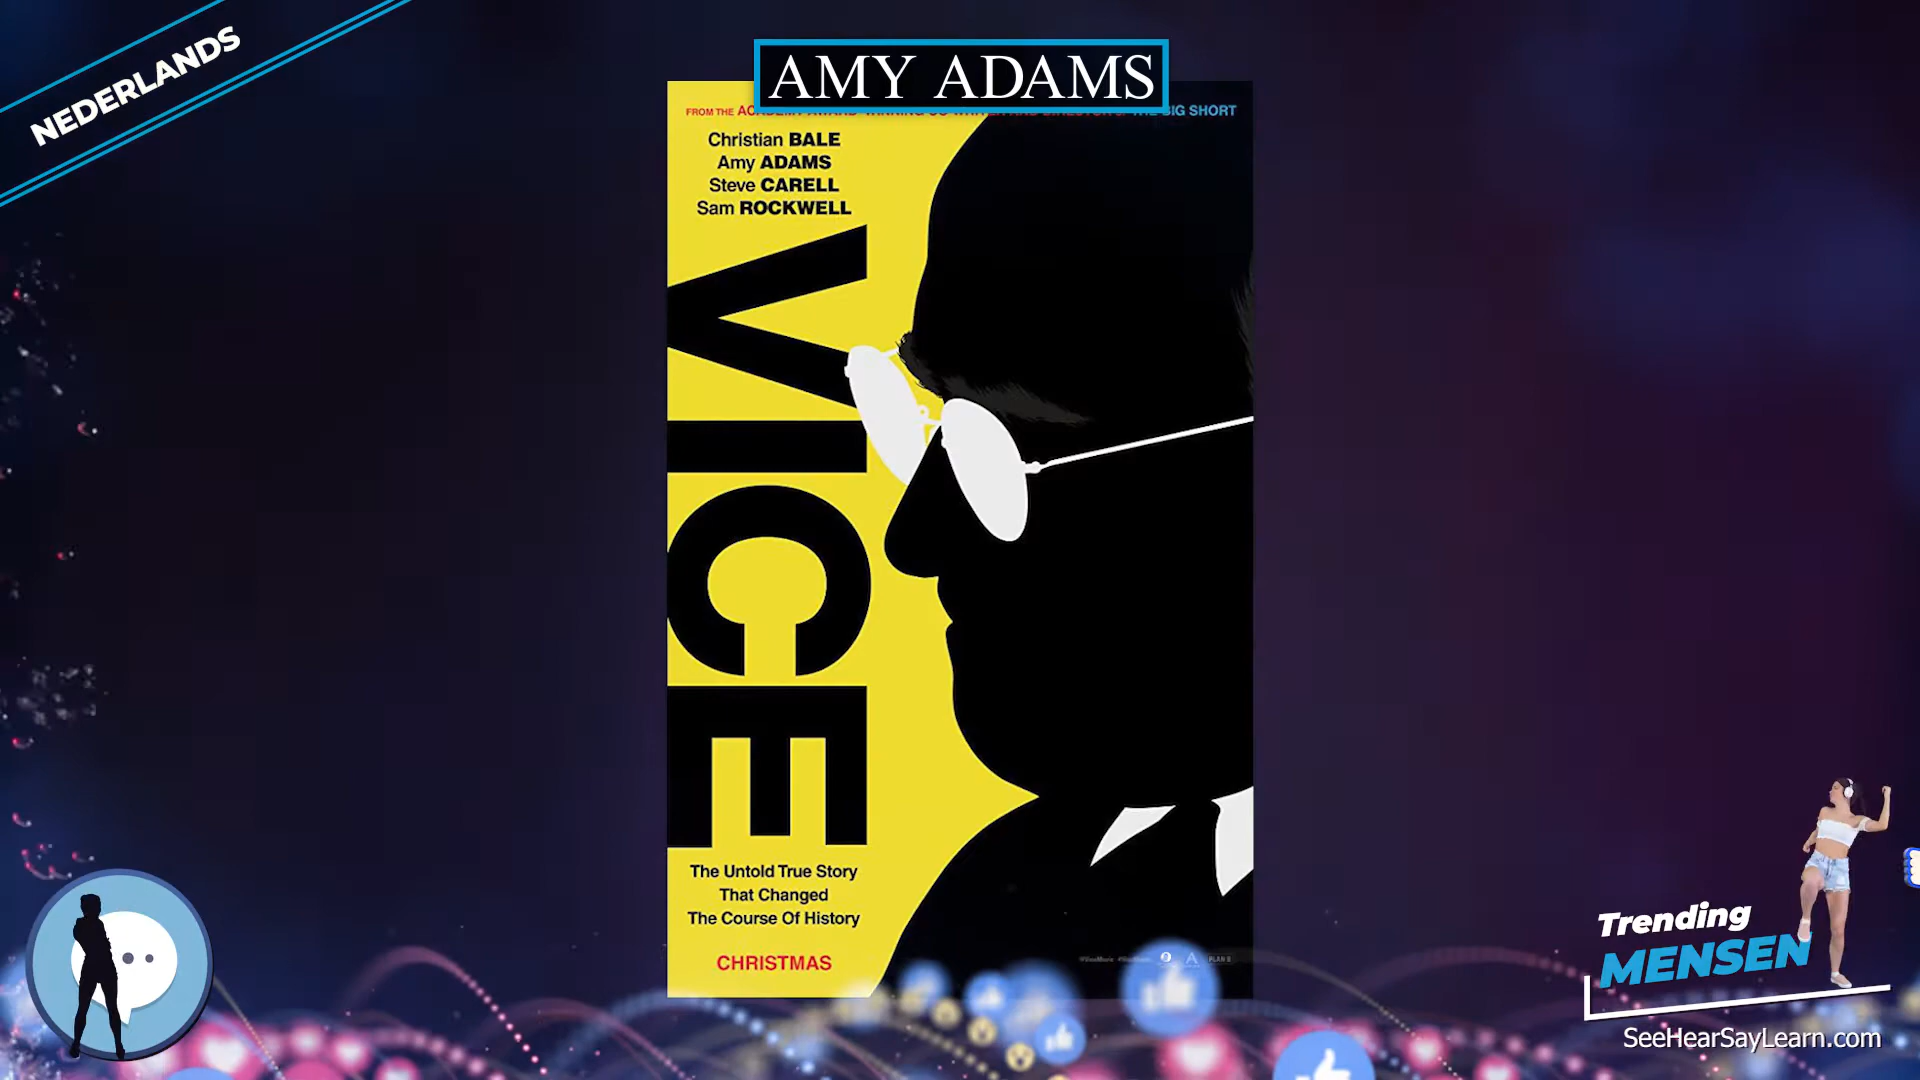 NEDERLANDS
AMY ADAMS
FROM THE IG SHORT
Christian BALE
Amy ADAMS
Steve CARELL
Sam ROCKWELL
VICE
The Untold True Story
That Changed
The Course Of History
CHRISTMAS
PLAN B
Trending
MENSEN
SeeHearSayLearn.com